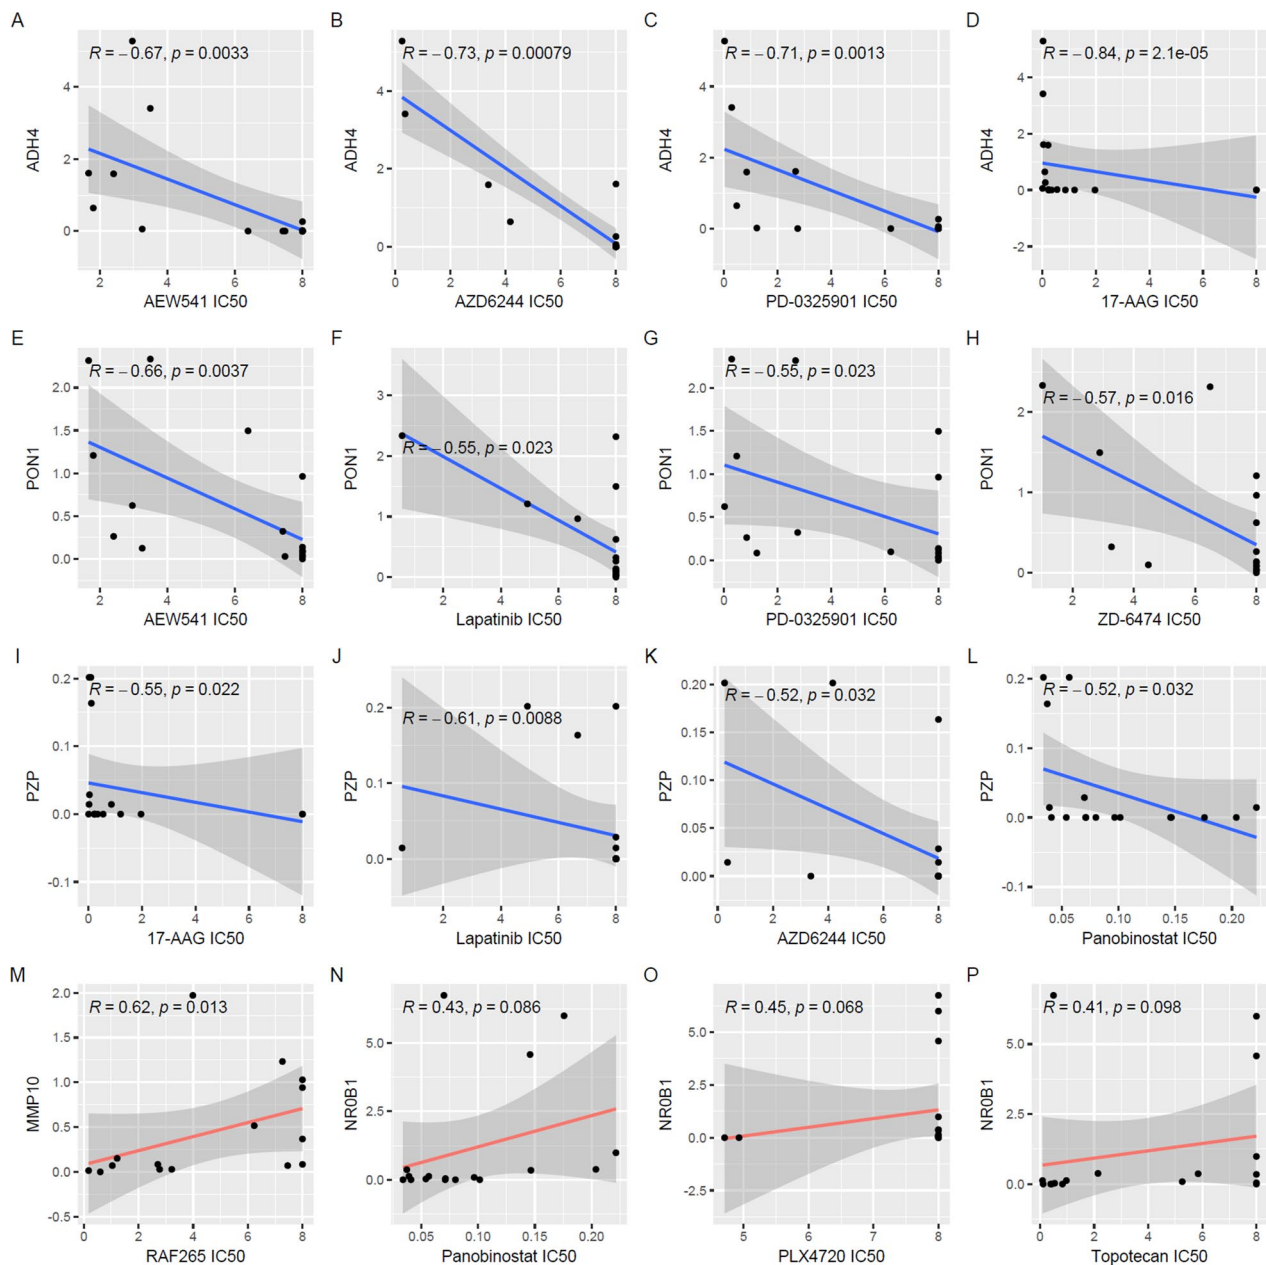 A B C D
R = −0.67, p = 0.0033
4
2
0
ADH4
2 4 6 8
AEW541 IC50
R = −0.73, p = 0.00079
4
2
0
ADH4
0 2 4 6 8
AZD6244 IC50
R = −0.71, p = 0.0013
4
2
0
ADH4
0 2 4 6 8
PD-0325901 IC50
R = −0.84, p = 2.1e-05
4
2
0
-2
ADH4
0 2 4 6 8
17-AAG IC50
E F G H
R = −0.66, p = 0.0037
2.0
1.5
1.0
0.5
0.0
PON1
2 4 6 8
AEW541 IC50
R = −0.55, p = 0.023
3
2
1
0
PON1
2 4 6 8
Lapatinib IC50
R = −0.55, p = 0.023
2.0
1.5
1.0
0.5
0.0
PON1
0 2 4 6 8
PD-0325901 IC50
R = −0.57, p = 0.016
2
1
0
PON1
2 4 6 8
ZD-6474 IC50
I J K L
R = −0.55, p = 0.022
0.2
0.1
0.0
-0.1
PZP
0 2 4 6 8
17-AAG IC50
R = −0.61, p = 0.0088
0.2
0.1
0.0
PZP
2 4 6 8
Lapatinib IC50
R = −0.52, p = 0.032
0.20
0.15
0.10
0.05
0.00
PZP
0 2 4 6 8
AZD6244 IC50
R = −0.52, p = 0.032
0.2
0.1
0.0
-0.1
PZP
0.05 0.10 0.15 0.20
Panobinostat IC50
M N O P
R = 0.62, p = 0.013
2.0
1.5
1.0
0.5
0.0
-0.5
MMP10
0 2 4 6 8
RAF265 IC50
R = 0.43, p = 0.086
5.0
2.5
0.0
NR0B1
0.05 0.10 0.15 0.20
Panobinostat IC50
R = 0.45, p = 0.068
5.0
2.5
0.0
-2.5
NR0B1
5 6 7 8
PLX4720 IC50
R = 0.41, p = 0.098
5.0
2.5
0.0
NR0B1
0 2 4 6 8
Topotecan IC50